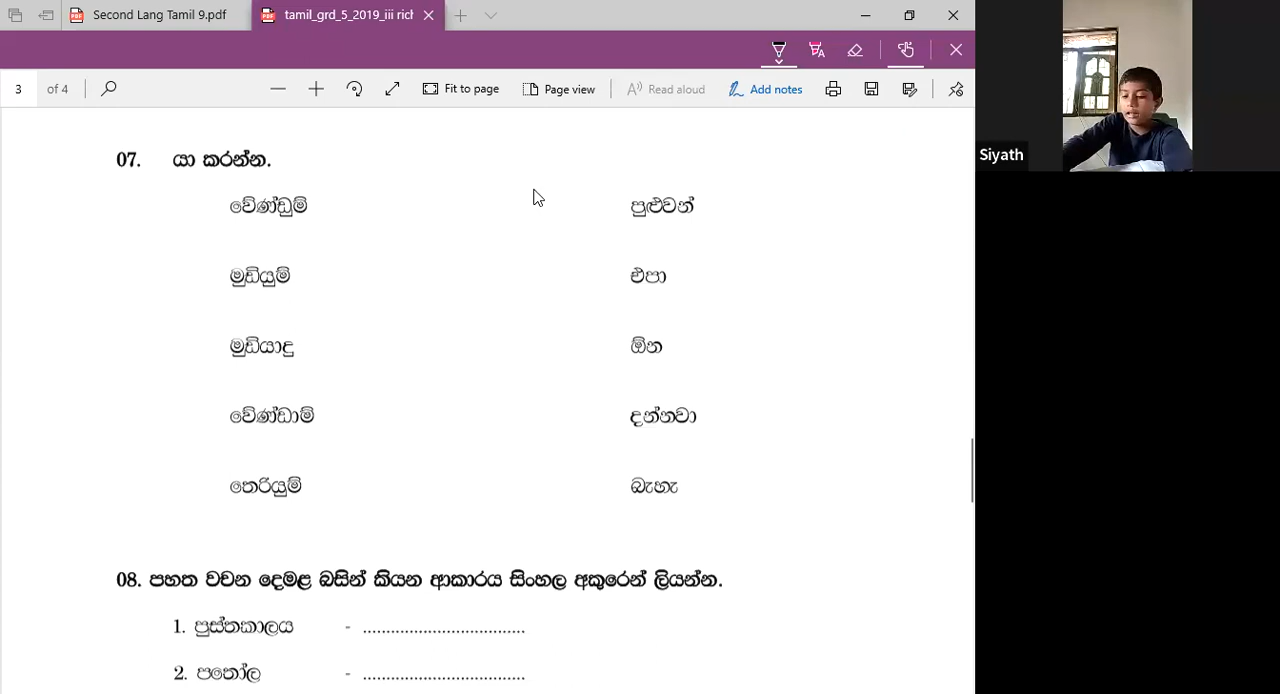 Second Lang Tamil 9.pdf tamil_grd_5_2019_iii rich
3 of 4 Fit to page Page view Read aloud Add notes
Siyath
07. යා කරන්න.
වේණ්ඩුම් පුළුවන්
මුඩියුම් එපා
මුඩියාදු ඕන
වේණ්ඩාම් දන්නවා
තෙරියුම් බැහැ
08. පහත වචන දෙමළ බසින් කියන ආකාරය සිංහල අකුරෙන් ලියන්න.
1. පුස්තකාලය - ..................................
2. පතෝල - ..................................